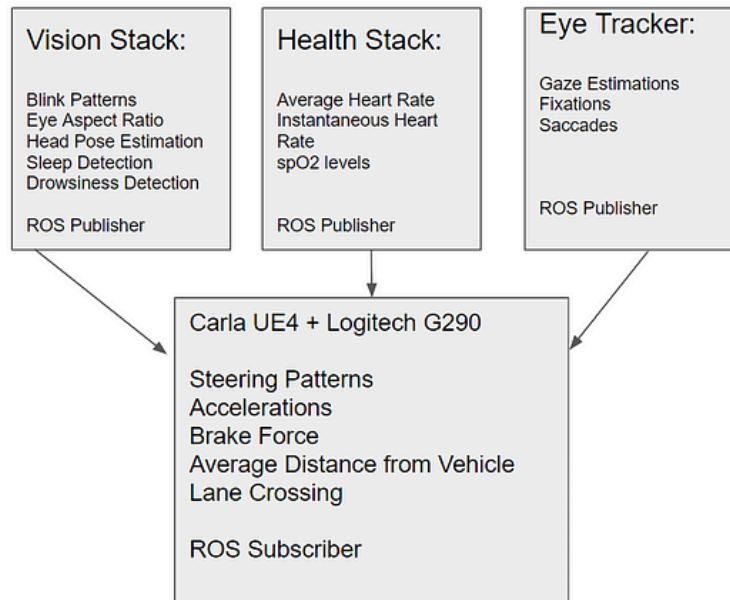 Vision Stack:
Blink Patterns
Eye Aspect Ratio
Head Pose Estimation
Sleep Detection
Drowsiness Detection
ROS Publisher
Health Stack:
Average Heart Rate
Instantaneous Heart
Rate
spO2 levels
ROS Publisher
Eye Tracker:
Gaze Estimations
Fixations
Saccades
ROS Publisher
Carla UE4 + Logitech G290
Steering Patterns
Accelerations
Brake Force
Average Distance from Vehicle
Lane Crossing
ROS Subscriber